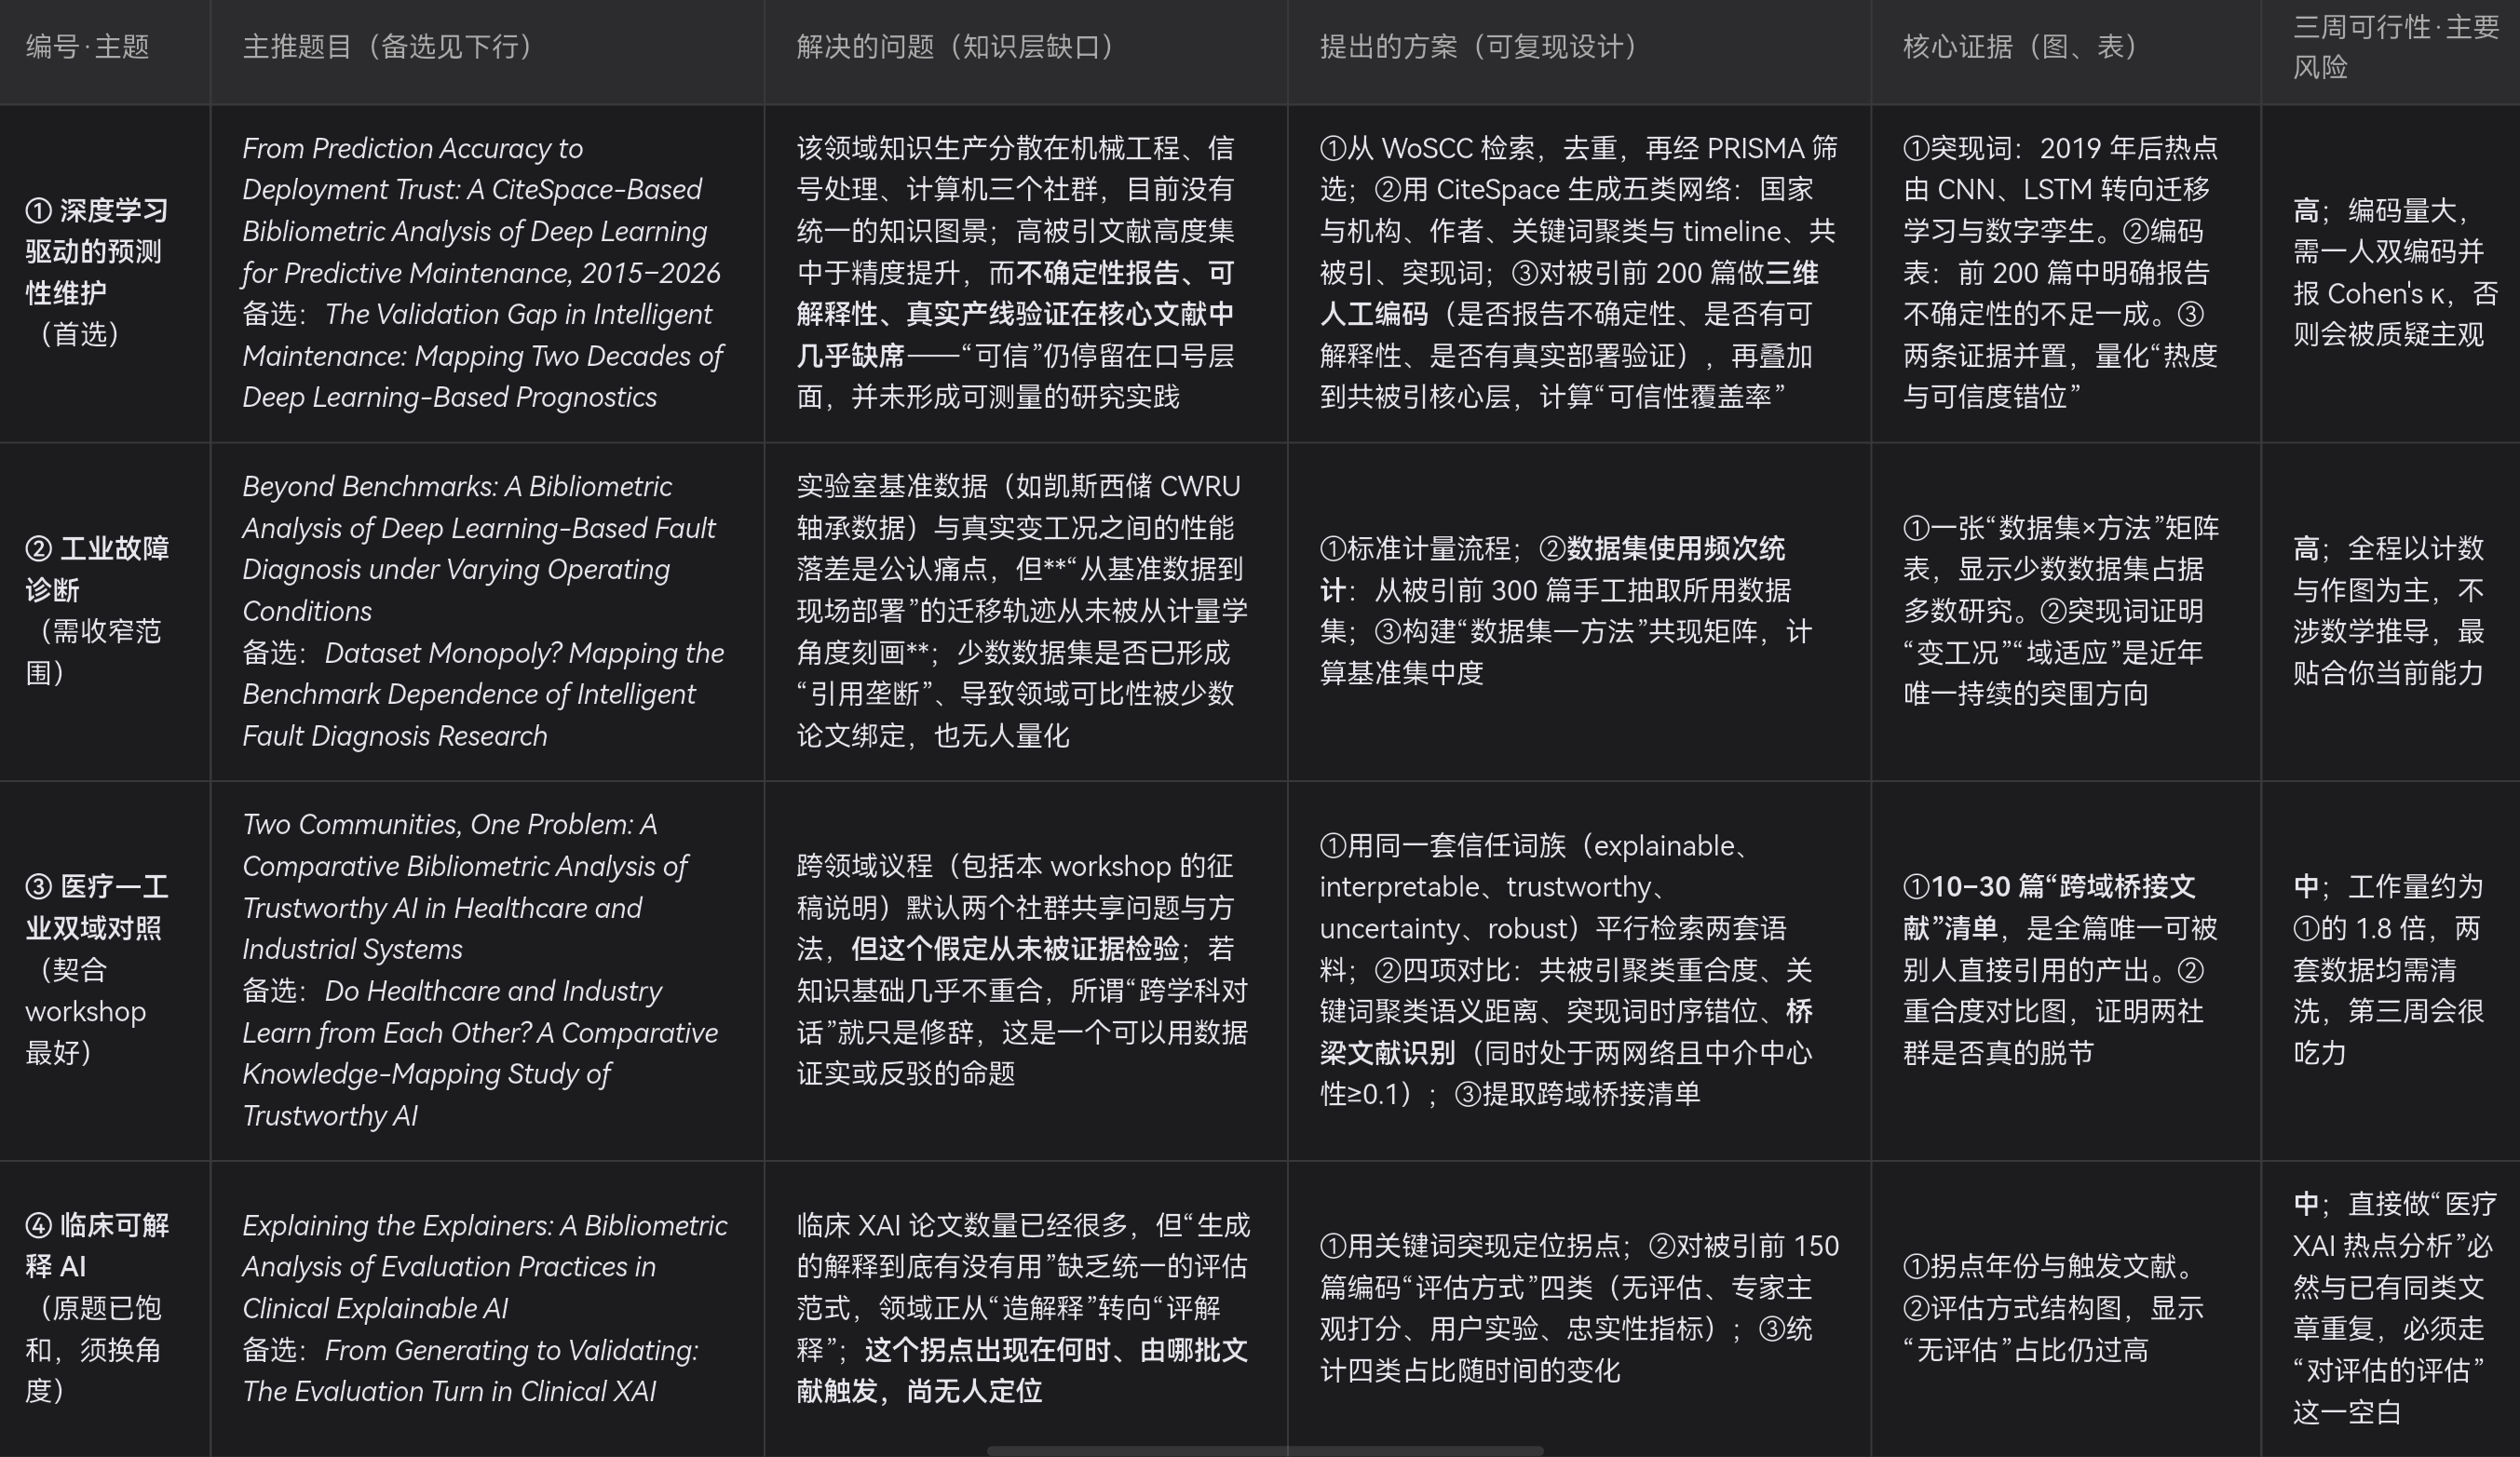 编号·主题
主推题目（备选见下行）
解决的问题（知识层缺口）
提出的方案（可复现设计）
核心证据（图、表）
三周可行性·主要
风险
① 深度学习
驱动的预测
性维护
（首选）
From Prediction Accuracy to
Deployment Trust: A CiteSpace-Based
Bibliometric Analysis of Deep Learning
for Predictive Maintenance, 2015–2026
备选：The Validation Gap in Intelligent
Maintenance: Mapping Two Decades of
Deep Learning-Based Prognostics
该领域知识生产分散在机械工程、信
号处理、计算机三个社群，目前没有
统一的知识图景；高被引文献高度集
中于精度提升，而不确定性报告、可
解释性、真实产线验证在核心文献中
几乎缺席——“可信”仍停留在口号层
面，并未形成可测量的研究实践
①从 WoSCC 检索，去重，再经 PRISMA 筛
选；②用 CiteSpace 生成五类网络：国家
与机构、作者、关键词聚类与 timeline、共
被引、突现词；③对被引前 200 篇做三维
人工编码（是否报告不确定性、是否有可
解释性、是否有真实部署验证），再叠加
到共被引核心层，计算“可信性覆盖率”
①突现词：2019 年后热点
由 CNN、LSTM 转向迁移
学习与数字孪生。②编码
表：前 200 篇中明确报告
不确定性的不足一成。③
两条证据并置，量化“热度
与可信度错位”
高；编码量大，
需一人双编码并
报 Cohen's κ，否
则会被质疑主观
② 工业故障
诊断
（需收窄范
围）
Beyond Benchmarks: A Bibliometric
Analysis of Deep Learning-Based Fault
Diagnosis under Varying Operating
Conditions
备选：Dataset Monopoly? Mapping the
Benchmark Dependence of Intelligent
Fault Diagnosis Research
实验室基准数据（如凯斯西储 CWRU
轴承数据）与真实变工况之间的性能
落差是公认痛点，但**“从基准数据到
现场部署”的迁移轨迹从未被从计量学
角度刻画**；少数数据集是否已形成
“引用垄断”、导致领域可比性被少数
论文绑定，也无人量化
①标准计量流程；②数据集使用频次统
计：从被引前 300 篇手工抽取所用数据
集；③构建“数据集—方法”共现矩阵，计
算基准集中度
①一张“数据集×方法”矩阵
表，显示少数数据集占据
多数研究。②突现词证明
“变工况”“域适应”是近年
唯一持续的突围方向
高；全程以计数
与作图为主，不
涉数学推导，最
贴合你当前能力
③ 医疗—工
业双域对照
（契合
workshop
最好）
Two Communities, One Problem: A
Comparative Bibliometric Analysis of
Trustworthy AI in Healthcare and
Industrial Systems
备选：Do Healthcare and Industry
Learn from Each Other? A Comparative
Knowledge-Mapping Study of
Trustworthy AI
跨领域议程（包括本 workshop 的征
稿说明）默认两个社群共享问题与方
法，但这个假定从未被证据检验；若
知识基础几乎不重合，所谓“跨学科对
话”就只是修辞，这是一个可以用数据
证实或反驳的命题
①用同一套信任词族（explainable、
interpretable、trustworthy、
uncertainty、robust）平行检索两套语
料；②四项对比：共被引聚类重合度、关
键词聚类语义距离、突现词时序错位、桥
梁文献识别（同时处于两网络且中介中心
性≥0.1）；③提取跨域桥接清单
①10–30 篇“跨域桥接文
献”清单，是全篇唯一可被
别人直接引用的产出。②
重合度对比图，证明两社
群是否真的脱节
中；工作量约为
①的 1.8 倍，两
套数据均需清
洗，第三周会很
吃力
④ 临床可解
释 AI
（原题已饱
和，须换角
度）
Explaining the Explainers: A Bibliometric
Analysis of Evaluation Practices in
Clinical Explainable AI
备选：From Generating to Validating:
The Evaluation Turn in Clinical XAI
临床 XAI 论文数量已经很多，但“生成
的解释到底有没有用”缺乏统一的评估
范式，领域正从“造解释”转向“评解
释”；这个拐点出现在何时、由哪批文
献触发，尚无人定位
①用关键词突现定位拐点；②对被引前 150
篇编码“评估方式”四类（无评估、专家主
观打分、用户实验、忠实性指标）；③统
计四类占比随时间的变化
①拐点年份与触发文献。
②评估方式结构图，显示
“无评估”占比仍过高
中；直接做“医疗
XAI 热点分析”必
然与已有同类文
章重复，必须走
“对评估的评估”
这一空白